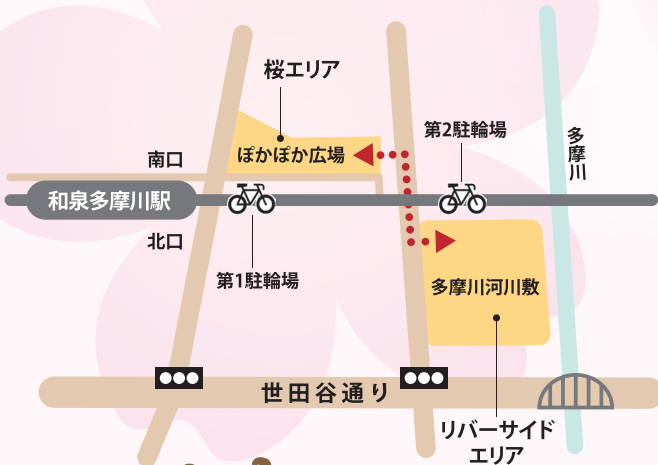 桜エリア
ぽかぽか広場
第2駐輪場
多摩川
南口
和泉多摩川駅
北口
第1駐輪場
多摩川河川敷
世田谷通り
リバーサイド
エリア